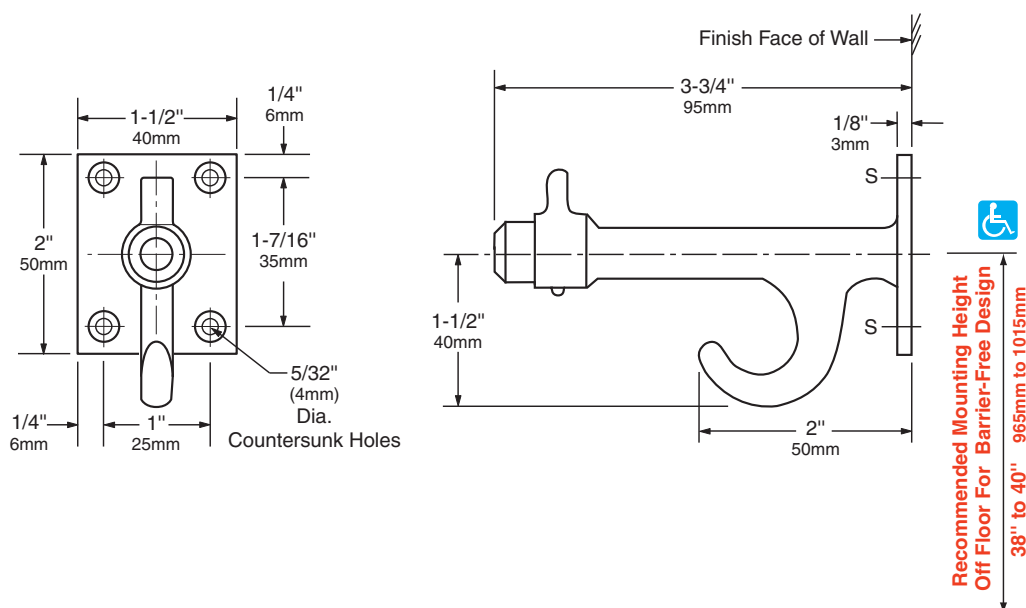 Finish Face of Wall
1/4"
6mm
1-1/2"
40mm
3-3/4"
95mm
1/8"
3mm
S
2"
50mm
1-7/16"
35mm
1-1/2"
40mm
S
5/32"
(4mm)
Dia.
Countersunk Holes
1/4"
6mm
1"
25mm
2"
50mm
Recommended Mounting Height
Off Floor For Barrier-Free Design
38" to 40" 965mm to 1015mm